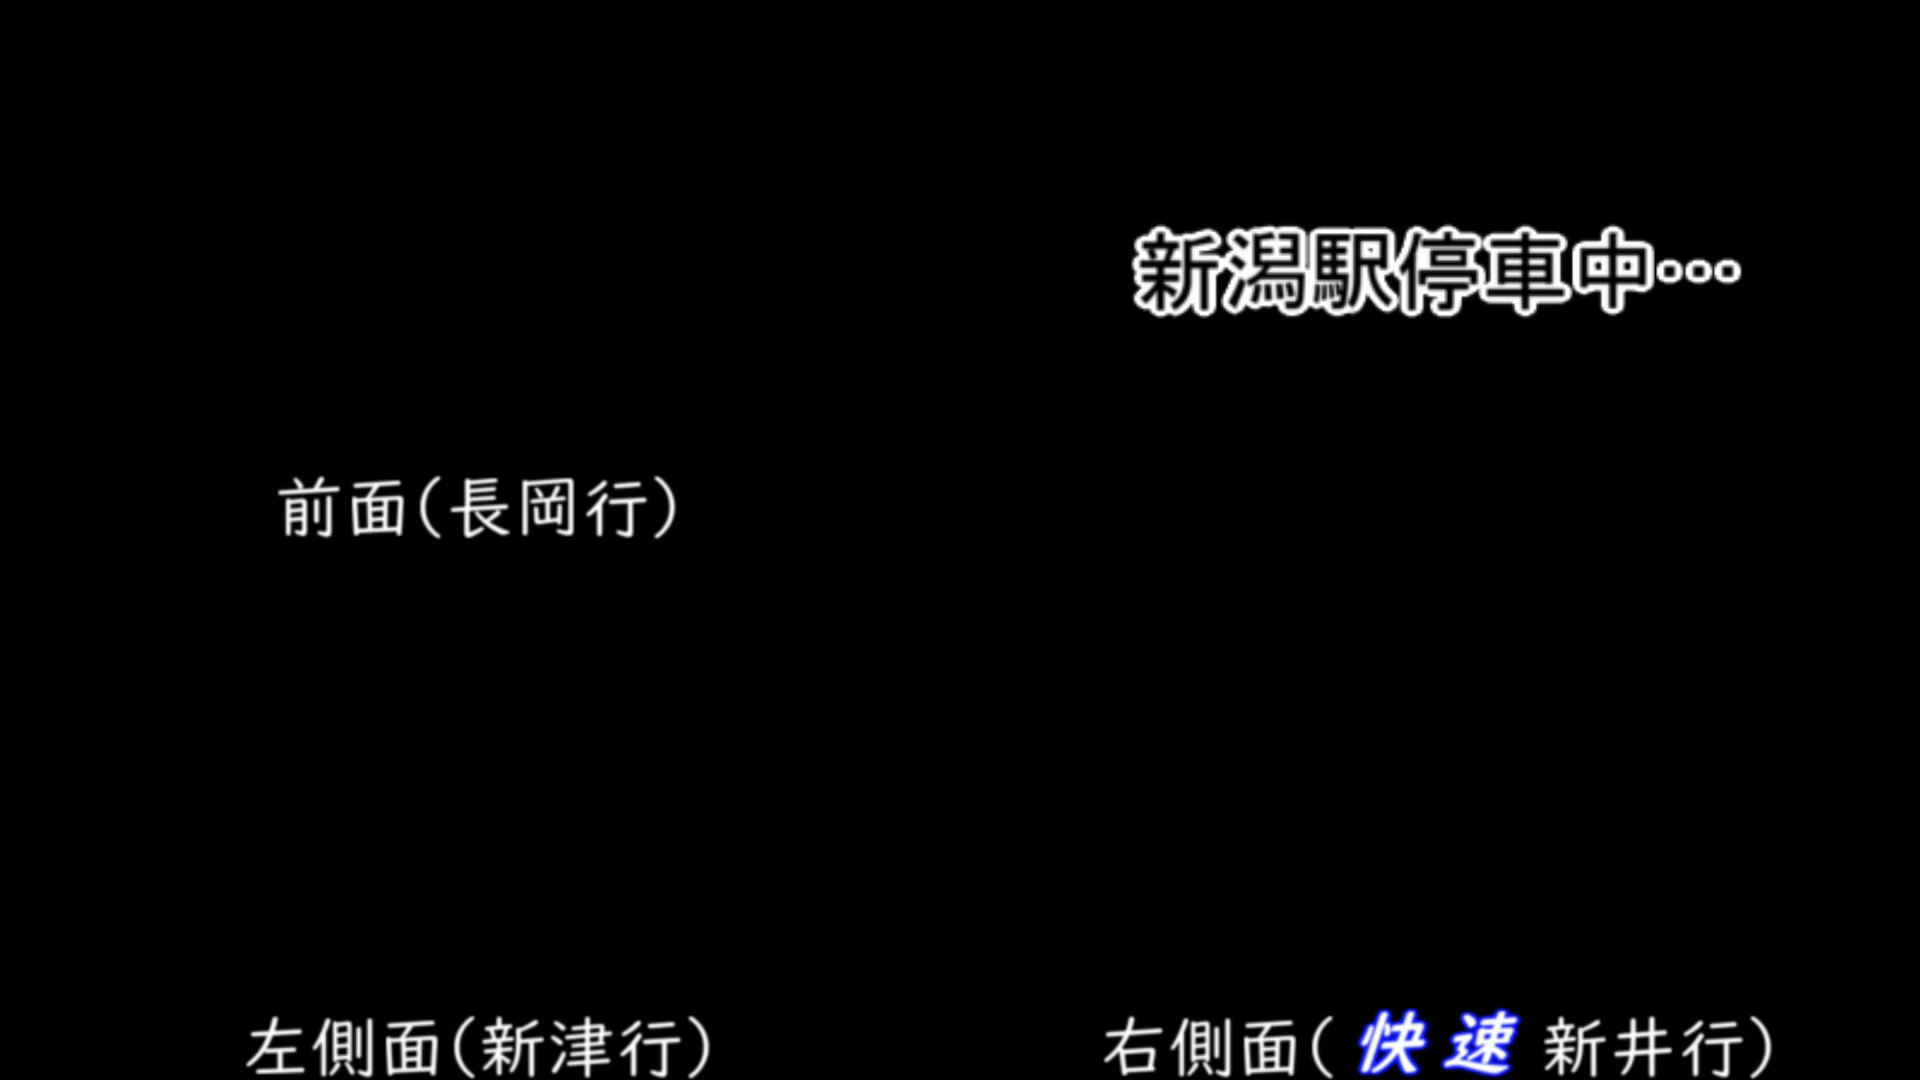 新潟駅停車中…
前面(長岡行)
左側面(新津行)
右側面( 快速 新井行)